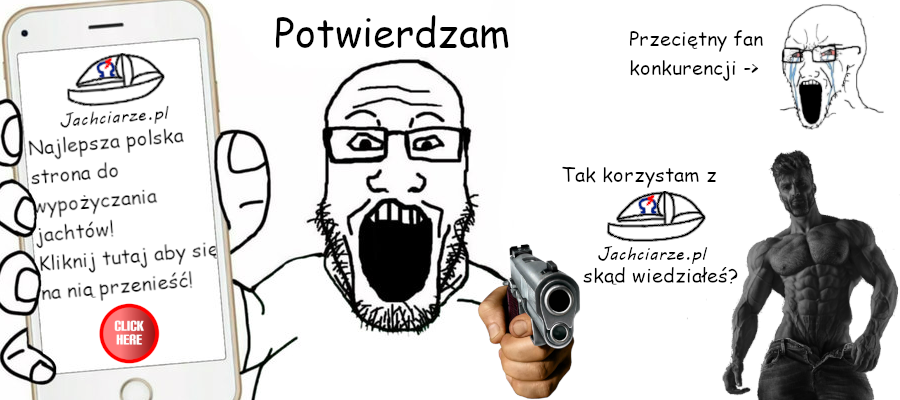 Jachciarze.pl
Najlepsza polska
strona do
wypożyczania
jachtów!
Kliknij tutaj aby się
na nią przenieść!
CLICK
HERE
Potwierdzam
Przeciętny fan
konkurencji ->
Tak korzystam z
Jachciarze.pl
skąd wiedziałeś?